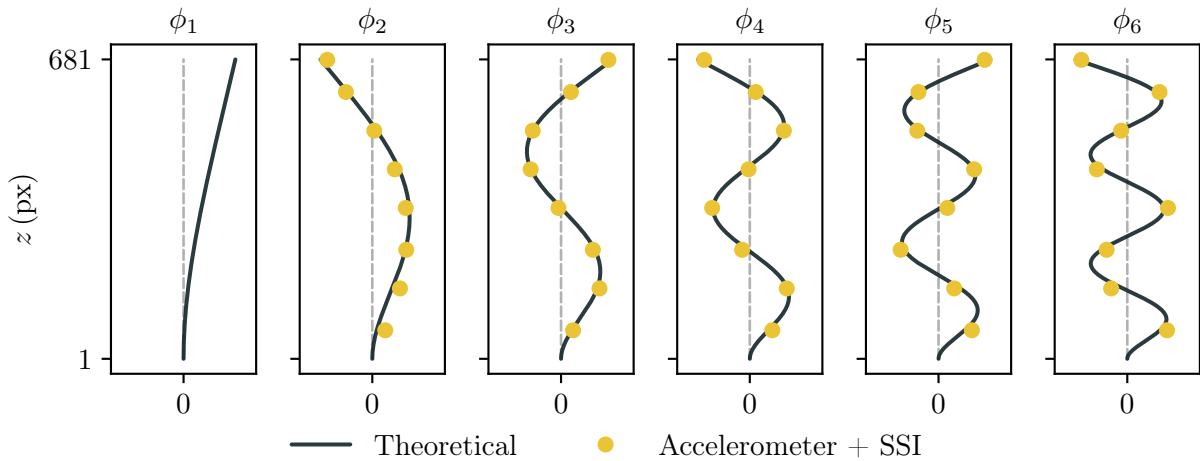 ϕ1 ϕ2 ϕ3 ϕ4 ϕ5 ϕ6
681
z (px)
1
0 0 0 0 0 0
Theoretical Accelerometer + SSI